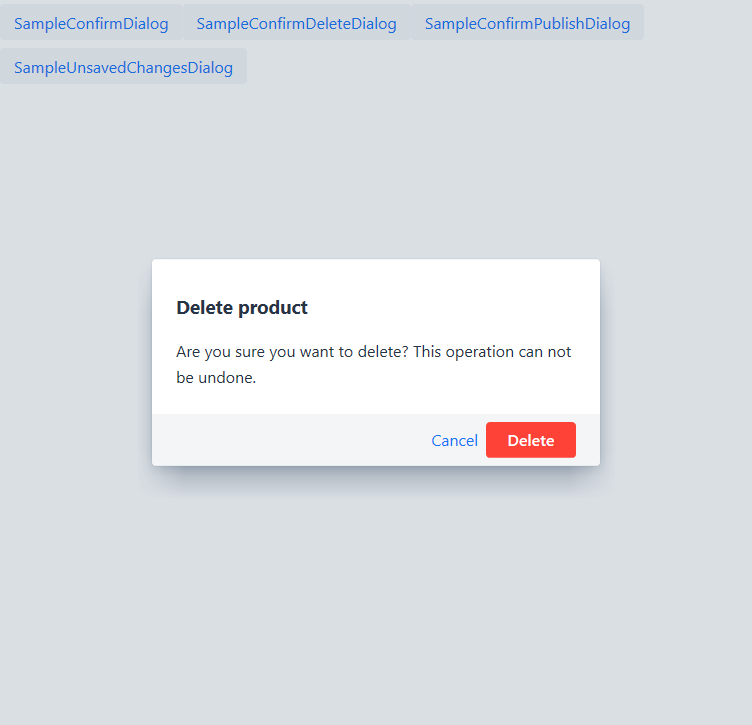 SampleConfirmDialog SampleConfirmDeleteDialog SampleConfirmPublishDialog
SampleUnsavedChangesDialog
Delete product
Are you sure you want to delete? This operation can not
be undone.
Cancel Delete